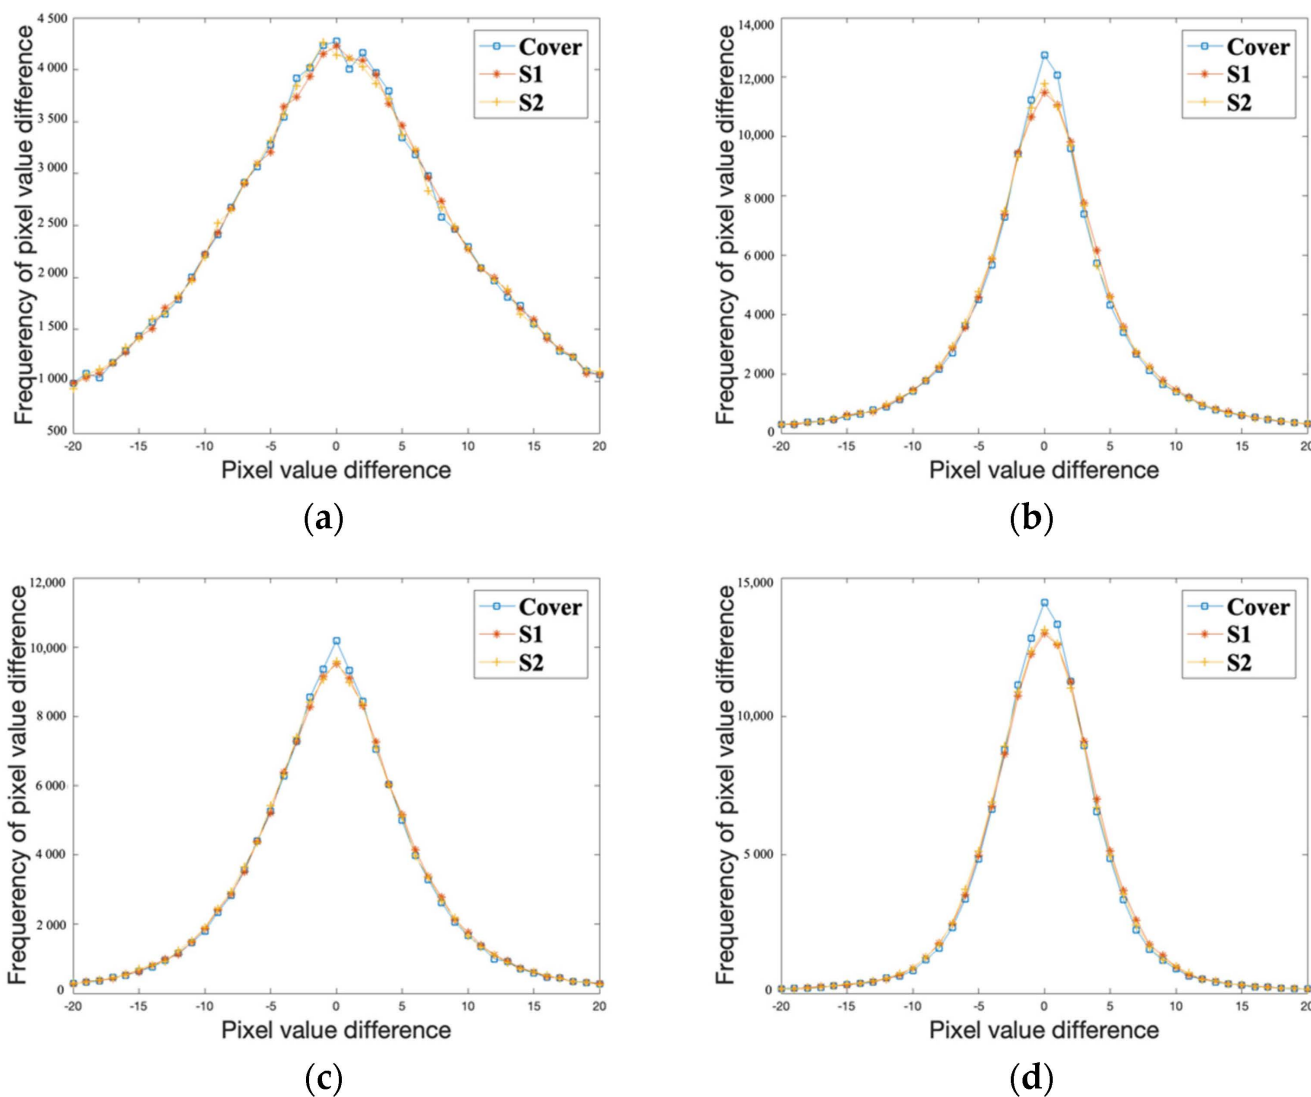 4 500
4 000
3 500
3 000
2 500
2 000
1 500
1 000
500
-20 -15 -10 -5 0 5 10 15 20
Frequerency of pixel value difference
Pixel value difference
Cover
S1
S2
(a)
14,000
12,000
10,000
8 000
6 000
4 000
2 000
0
-20 -15 -10 -5 0 5 10 15 20
Frequerency of pixel value difference
Pixel value difference
Cover
S1
S2
(b)
12,000
10,000
8 000
6 000
4 000
2 000
0
-20 -15 -10 -5 0 5 10 15 20
Frequerency of pixel value difference
Pixel value difference
Cover
S1
S2
(c)
15,000
10,000
5 000
0
-20 -15 -10 -5 0 5 10 15 20
Frequerency of pixel value difference
Pixel value difference
Cover
S1
S2
(d)